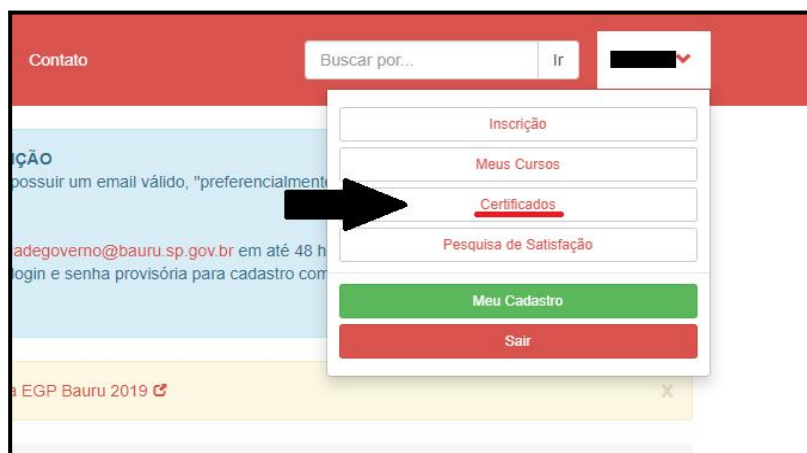 Contato
Buscar por...
Ir
Inscrição
Meus Cursos
Certificados
Pesquisa de Satisfação
Meu Cadastro
Sair
IÇÃO
possuir um email válido, "preferencialmente
adegoverno@bauru.sp.gov.br em até 48 h
login e senha provisória para cadastro com
a EGP Bauru 2019
x